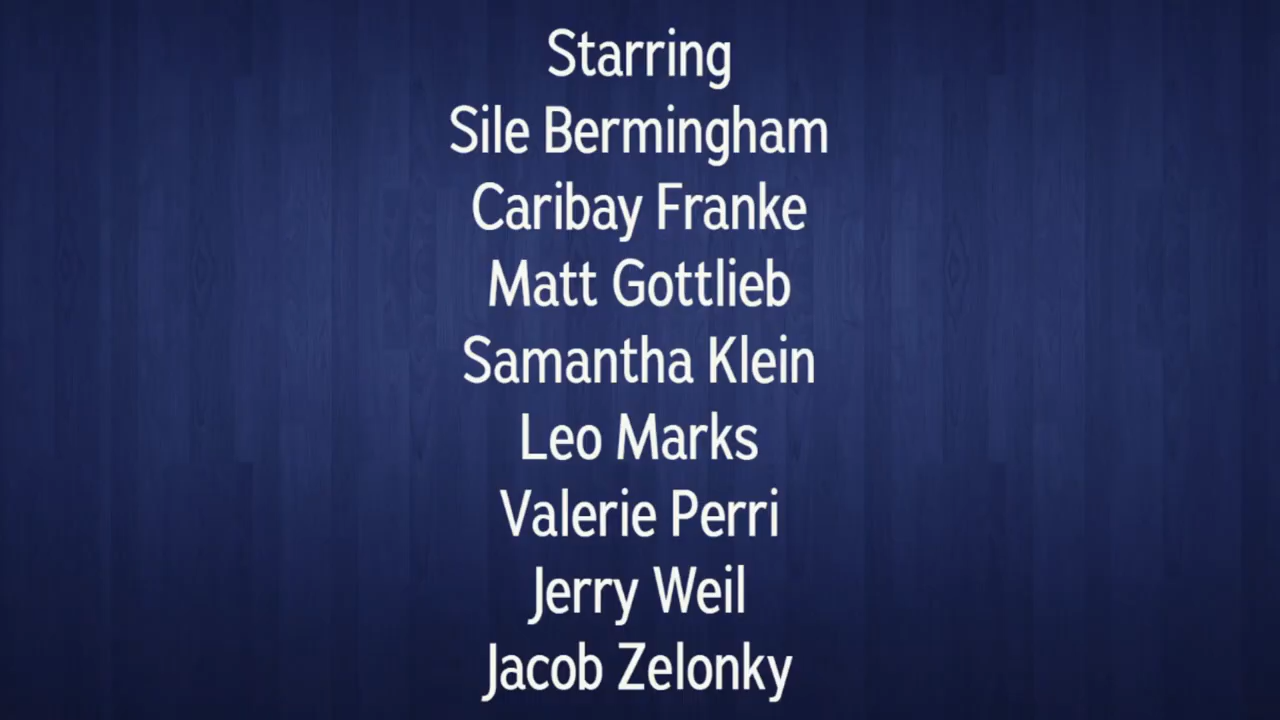 Starring
Sile Bermingham
Caribay Franke
Matt Gottlieb
Samantha Klein
Leo Marks
Valerie Perri
Jerry Weil
Jacob Zelonky